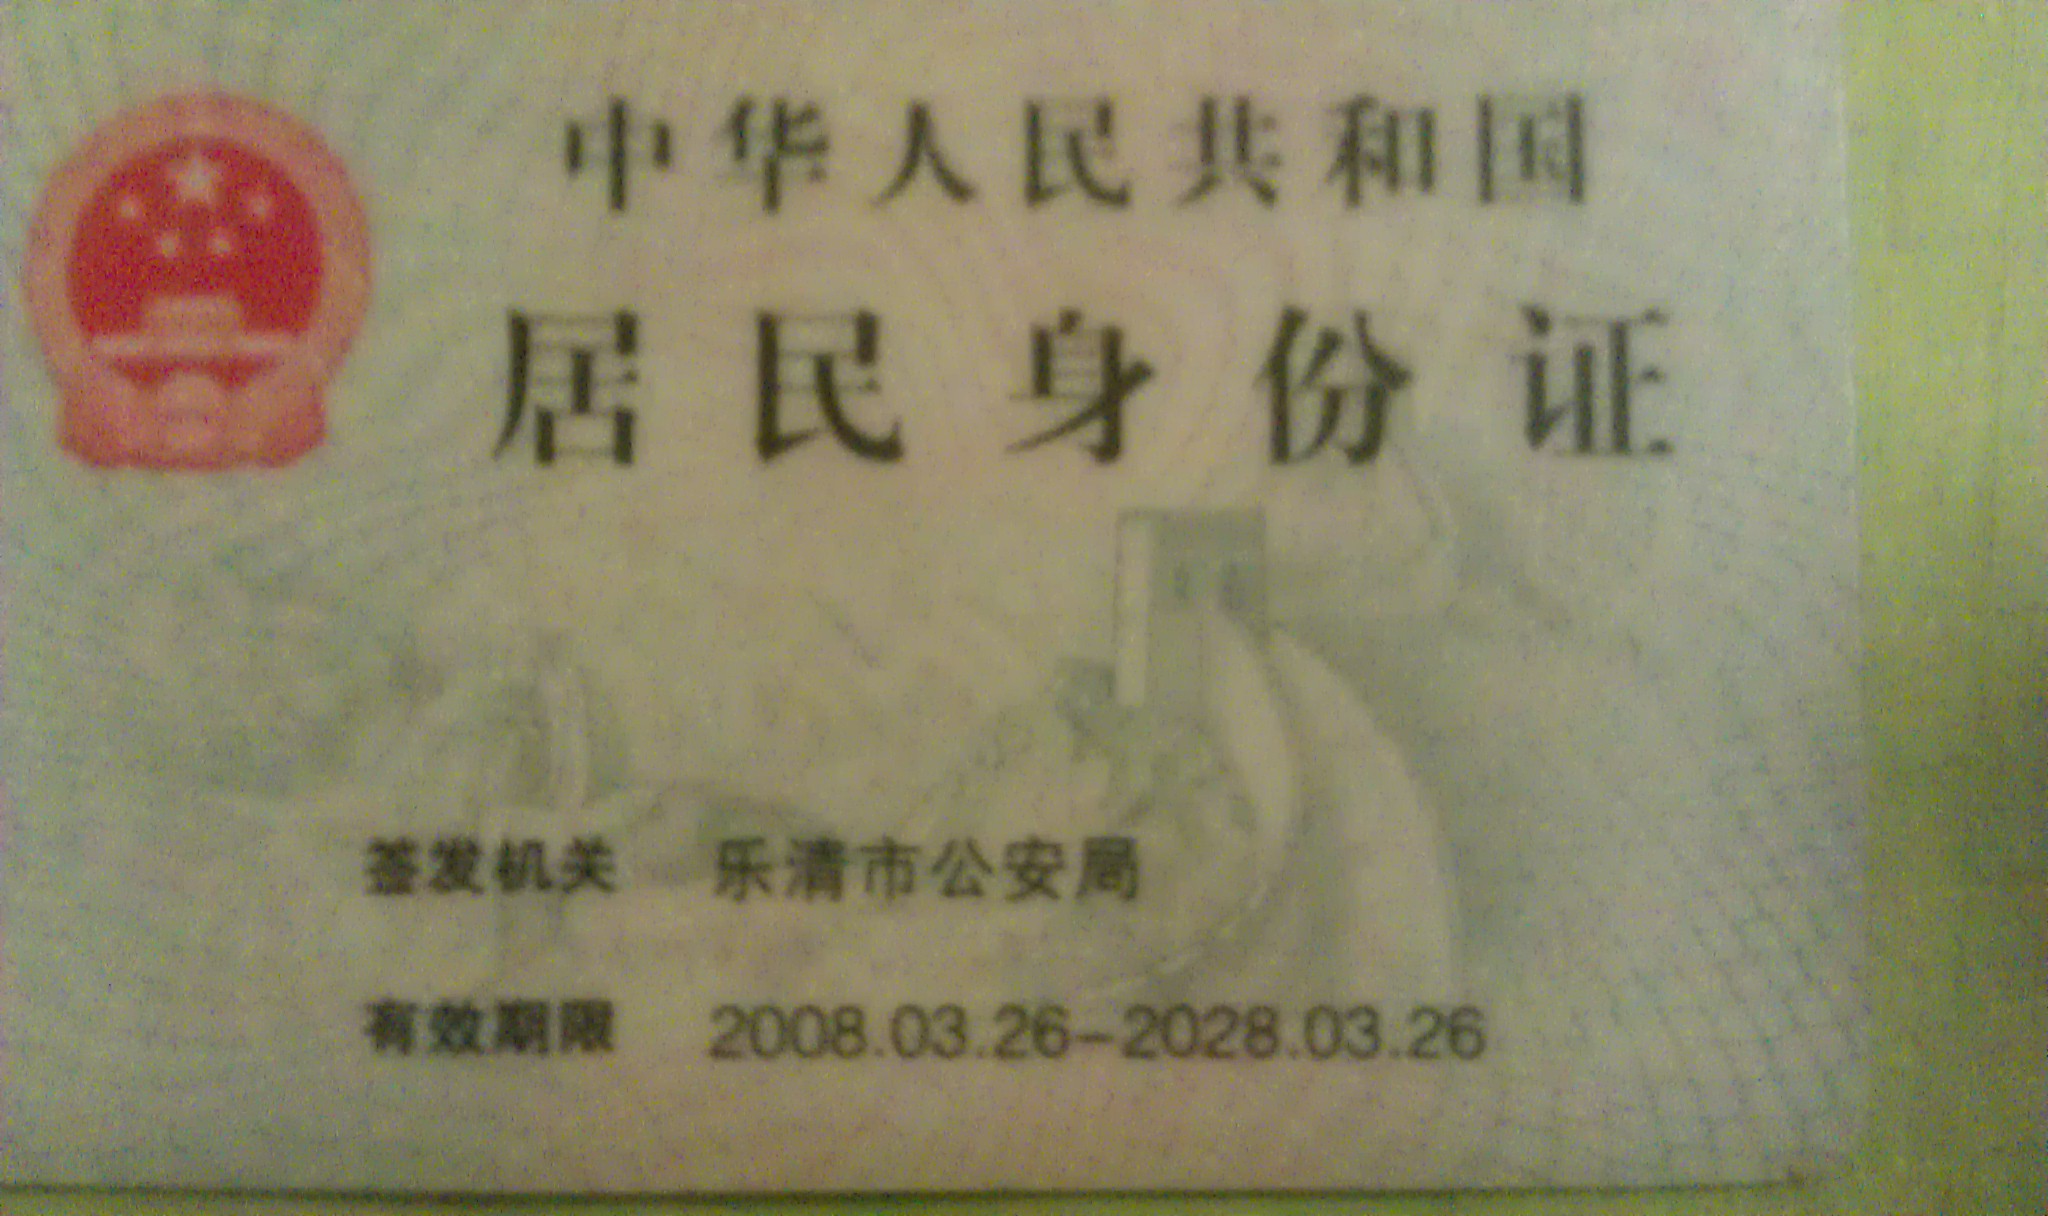 中华人民共和国
居民身份证
签发机关 乐清市公安局
有效期限 2008.03.26-2028.03.26